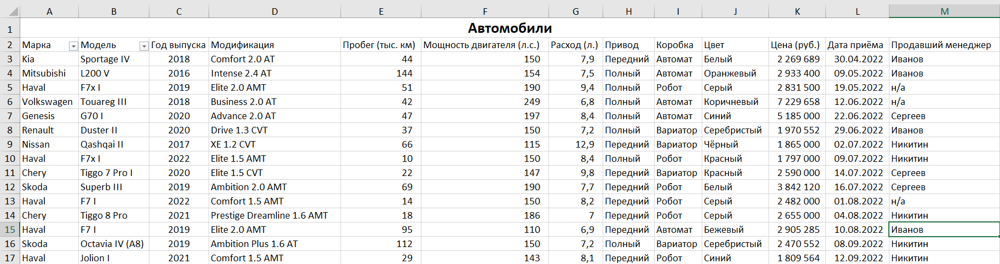 A B C D E F G H I J K L M
1 Автомобили
2 Марка Модель Год выпуска Модификация Пробег (тыс. км) Мощность двигателя (л.с.) Расход (л.) Привод Коробка Цвет Цена (руб.) Дата приёма Продавший менеджер
3 Kia Sportage IV 2018 Comfort 2.0 AT 44 150 7,9 Передний Автомат Белый 2 269 689 30.04.2022 Иванов
4 Mitsubishi L200 V 2016 Intense 2.4 AT 144 154 7,5 Полный Автомат Оранжевый 2 933 400 09.05.2022 Иванов
5 Haval F7x I 2019 Elite 2.0 AMT 51 190 9,4 Полный Робот Серый 2 831 500 19.05.2022 н/а
6 Volkswagen Touareg III 2018 Business 2.0 AT 42 249 6,8 Полный Автомат Коричневый 7 229 658 12.06.2022 н/а
7 Genesis G70 I 2020 Advance 2.0 AT 47 197 8,4 Полный Автомат Синий 5 185 000 22.06.2022 Сергеев
8 Renault Duster II 2020 Drive 1.3 CVT 37 150 7,2 Полный Вариатор Серебристый 1 970 552 29.06.2022 Иванов
9 Nissan Qashqai II 2017 XE 1.2 CVT 66 115 12,9 Передний Вариатор Чёрный 1 865 000 02.07.2022 Никитин
10 Haval F7x I 2022 Elite 1.5 AMT 10 150 8,4 Полный Робот Красный 1 797 000 09.07.2022 Никитин
11 Chery Tiggo 7 Pro I 2020 Elite 1.5 CVT 22 147 9,8 Передний Вариатор Красный 2 590 000 14.07.2022 Сергеев
12 Skoda Superb III 2019 Ambition 2.0 AMT 69 190 7,7 Передний Робот Белый 3 842 120 16.07.2022 Сергеев
13 Haval F7 I 2022 Comfort 1.5 AMT 14 150 8,2 Передний Робот Серый 2 482 000 01.08.2022 н/а
14 Chery Tiggo 8 Pro 2021 Prestige Dreamline 1.6 AMT 18 186 7 Передний Робот Серый 2 655 000 04.08.2022 Никитин
15 Haval F7 I 2019 Elite 2.0 AMT 95 110 6,9 Передний Автомат Бежевый 2 905 285 10.08.2022 Иванов
16 Skoda Octavia IV (A8) 2019 Ambition Plus 1.6 AT 112 150 7,2 Полный Вариатор Серебристый 2 470 552 08.09.2022 Никитин
17 Haval Jolion I 2021 Comfort 1.5 AMT 29 143 8,1 Передний Робот Синий 1 809 564 12.09.2022 Никитин